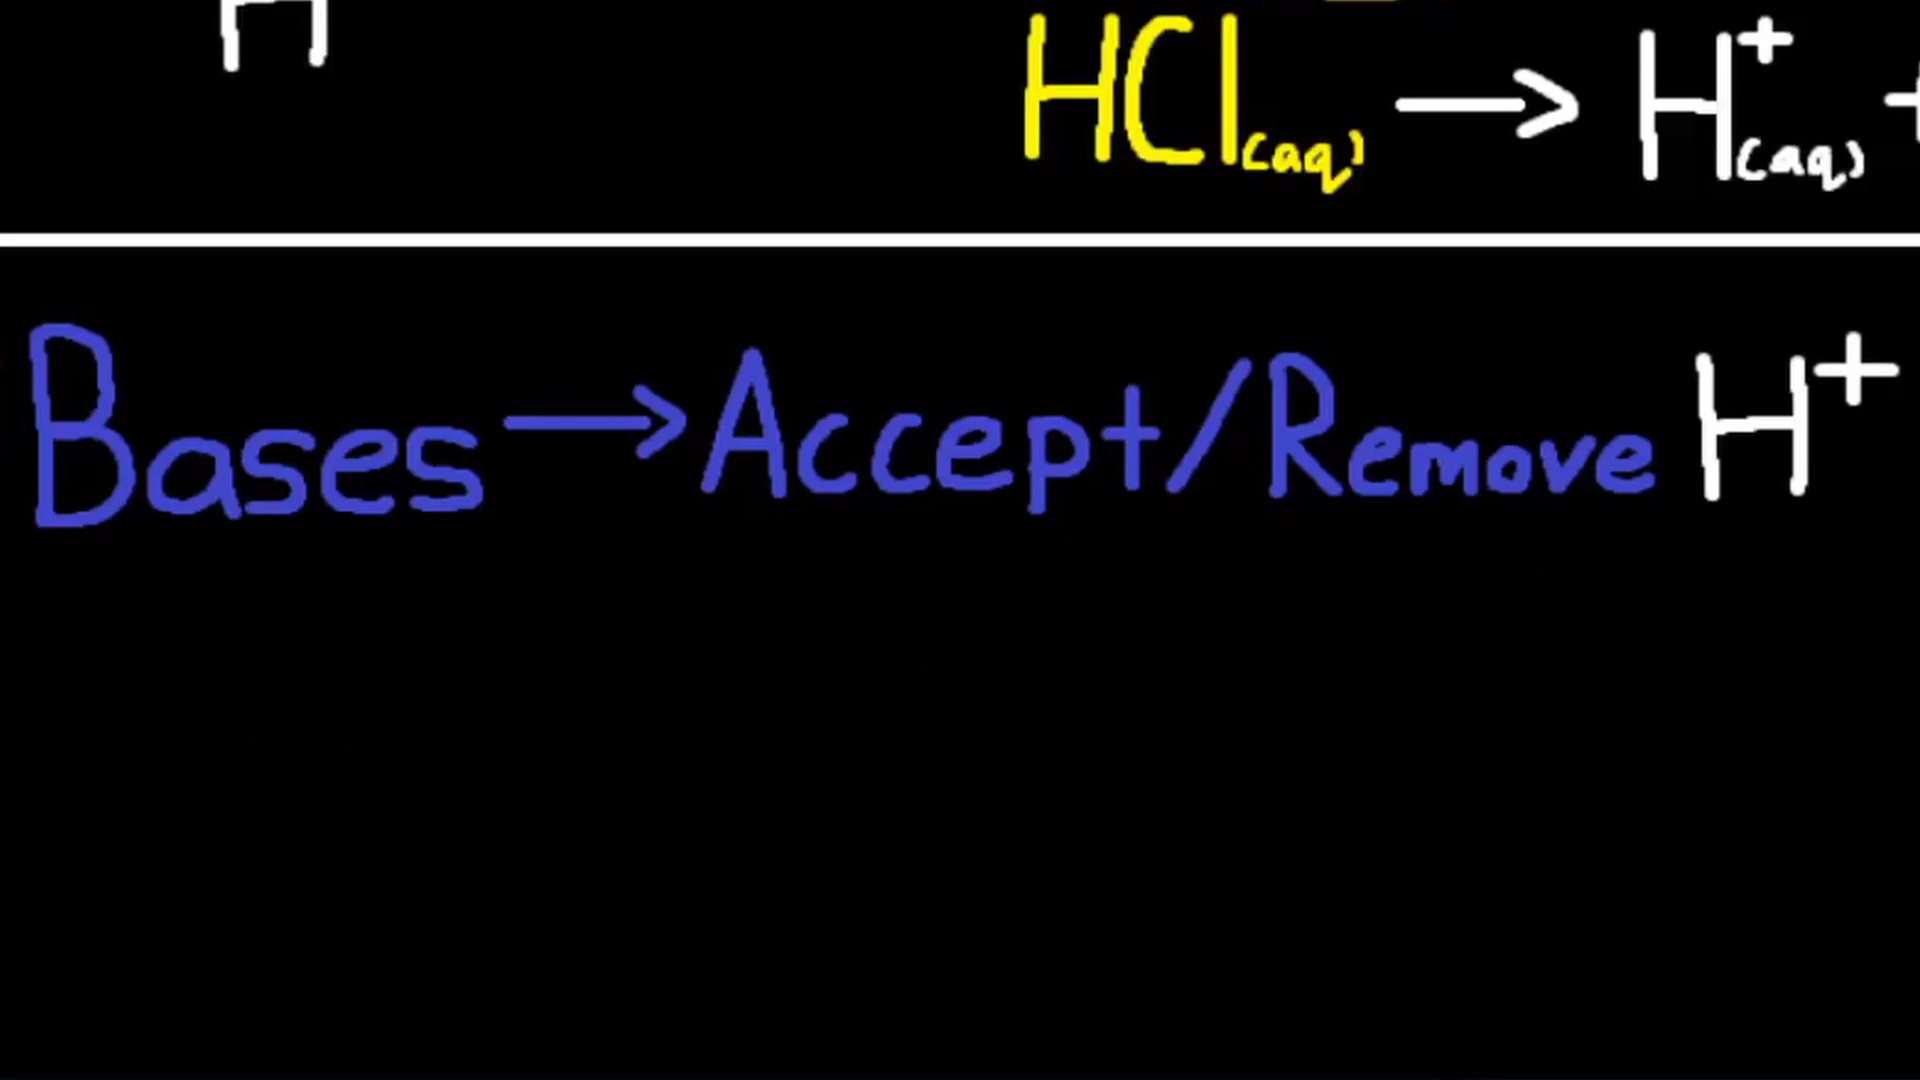 HCl(aq) → H⁺(aq) +
Bases → Accept/Remove H⁺